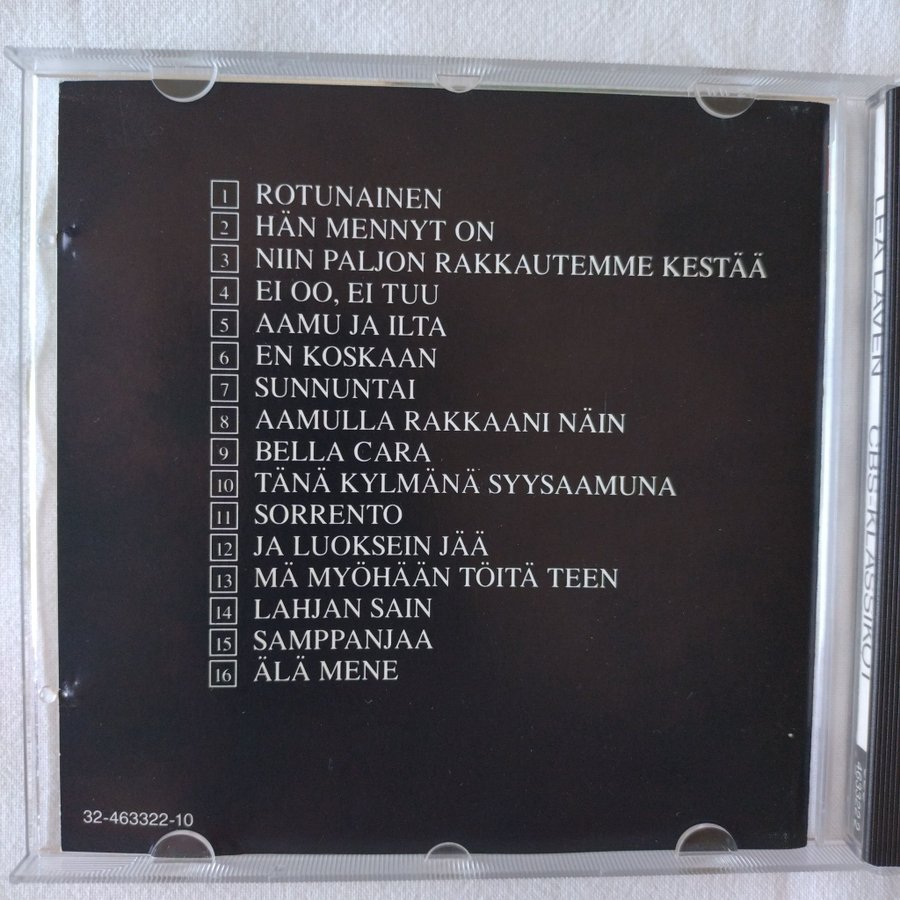 1 ROTUNAINEN
2 HÄN MENNYT ON
3 NIIN PALJON RAKKAUTEMME KESTÄÄ
4 EI OO, EI TUU
5 AAMU JA ILTA
6 EN KOSKAAN
7 SUNNUNTAI
8 AAMULLA RAKKAANI NÄIN
9 BELLA CARA
10 TÄNÄ KYLMÄNÄ SYYSAAMUNA
11 SORRENTO
12 JA LUOKSEIN JÄÄ
13 MÄ MYÖHÄÄN TÖITÄ TEEN
14 LAHJAN SAIN
15 SAMPPANJAA
16 ÄLÄ MENE
32-463322-10
LEA LAVEN CBS-KLASSIKOT
463322 2